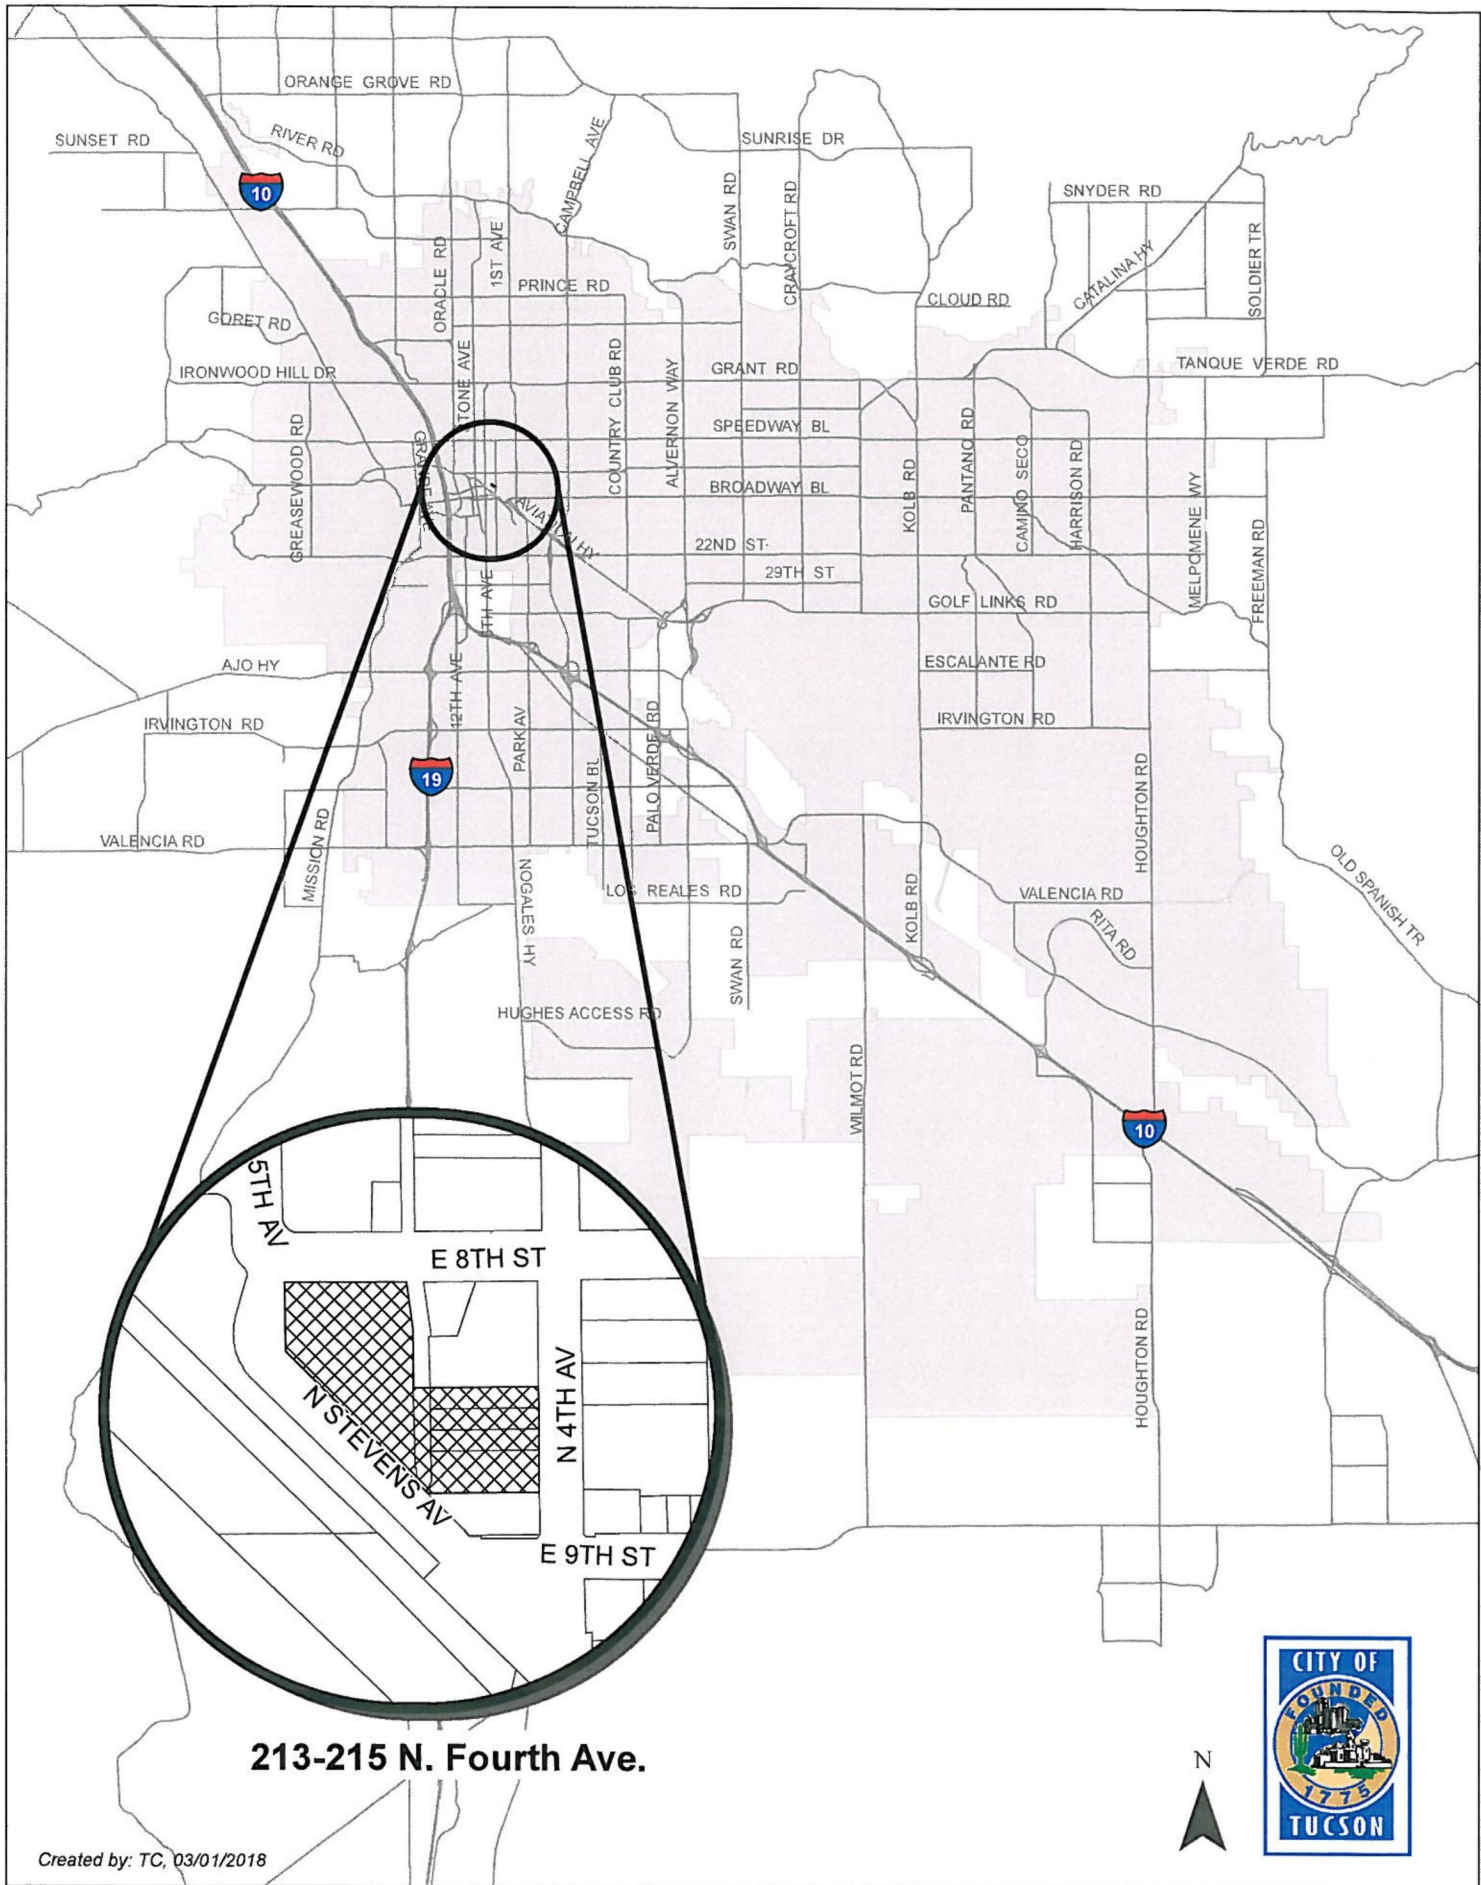 ORANGE GROVE RD
SUNSET RD
RIVER RD
CAMPBELL AVE
SUNRISE DR
10
SWAN RD
CRAYCROFT RD
SNYDER RD
ORACLE RD
1ST AVE
CATALINA HY
SOLDIER TR
PRINCE RD
CLOUD RD
GORET RD
IRONWOOD HILL DR
COUNTRY CLUB RD
ALVERNON WAY
GRANT RD
TANQUE VERDE RD
GREASEWOOD RD
SPEEDWAY BL
KOLB RD
PANTANO RD
CAMINO SECO
HARRISON RD
BROADWAY BL
MELPOMENE WY
FREEMAN RD
AVIATION HY
22ND ST
29TH ST
6TH AVE
GOLF LINKS RD
AJO HY
12TH AVE
ESCALANTE RD
IRVINGTON RD
PARK AV
PALO VERDE RD
IRVINGTON RD
19
TUCSON BL
HOUGHTON RD
VALENCIA RD
MISSION RD
NOGALES HY
LOS REALES RD
KOLB RD
VALENCIA RD
OLD SPANISH TR
SWAN RD
RITA RD
HUGHES ACCESS RD
WILMOT RD
10
5TH AV
E 8TH ST
HOUGHTON RD
N STEVENS AV
N 4TH AV
E 9TH ST
213-215 N. Fourth Ave.
N
CITY OF
FOUNDED
1775
TUCSON
Created by: TC, 03/01/2018